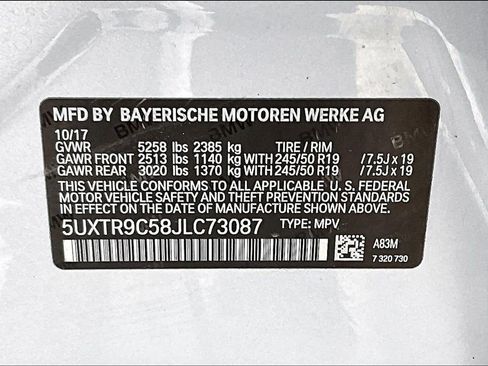 MFD BY BAYERISCHE MOTOREN WERKE AG
10/17
GVWR 5258 lbs 2385 kg TIRE / RIM
GAWR FRONT 2513 lbs 1140 kg WITH 245/50 R19 / 7.5J x 19
GAWR REAR 3020 lbs 1370 kg WITH 245/50 R19 / 7.5J x 19
THIS VEHICLE CONFORMS TO ALL APPLICABLE U. S. FEDERAL
MOTOR VEHICLE SAFETY AND THEFT PREVENTION STANDARDS
IN EFFECT ON THE DATE OF MANUFACTURE SHOWN ABOVE.
5UXTR9C58JLC73087 TYPE: MPV
A83M
7 320 730